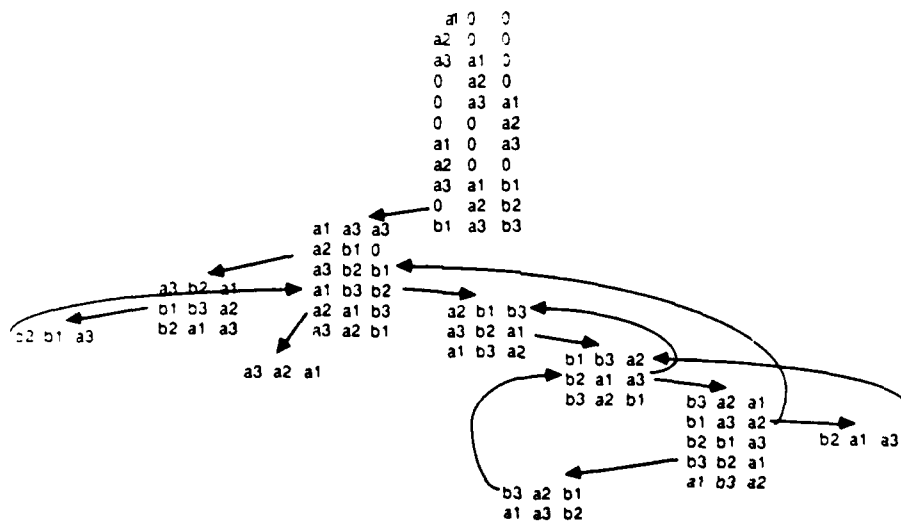 a1 0 0
a2 0 0
a3 a1 0
0 a2 0
0 a3 a1
0 0 a2
a1 0 a3
a2 0 0
a3 a1 b1
0 a2 b2
b1 a3 b3
a1 a3 a3
a2 b1 0
a3 b2 b1
a1 b3 b2
a2 a1 b3
a3 a2 b1
a3 b2 a1
b1 b3 a2
b2 a1 a3
b2 b1 a3
a3 a2 a1
a2 b1 b3
a3 b2 a1
a1 b3 a2
b1 b3 a2
b2 a1 a3
b3 a2 b1
b3 a2 a1
b1 a3 a2
b2 b1 a3
b3 b2 a1
a1 b3 a2
b2 a1 a3
b3 a2 b1
a1 a3 b2